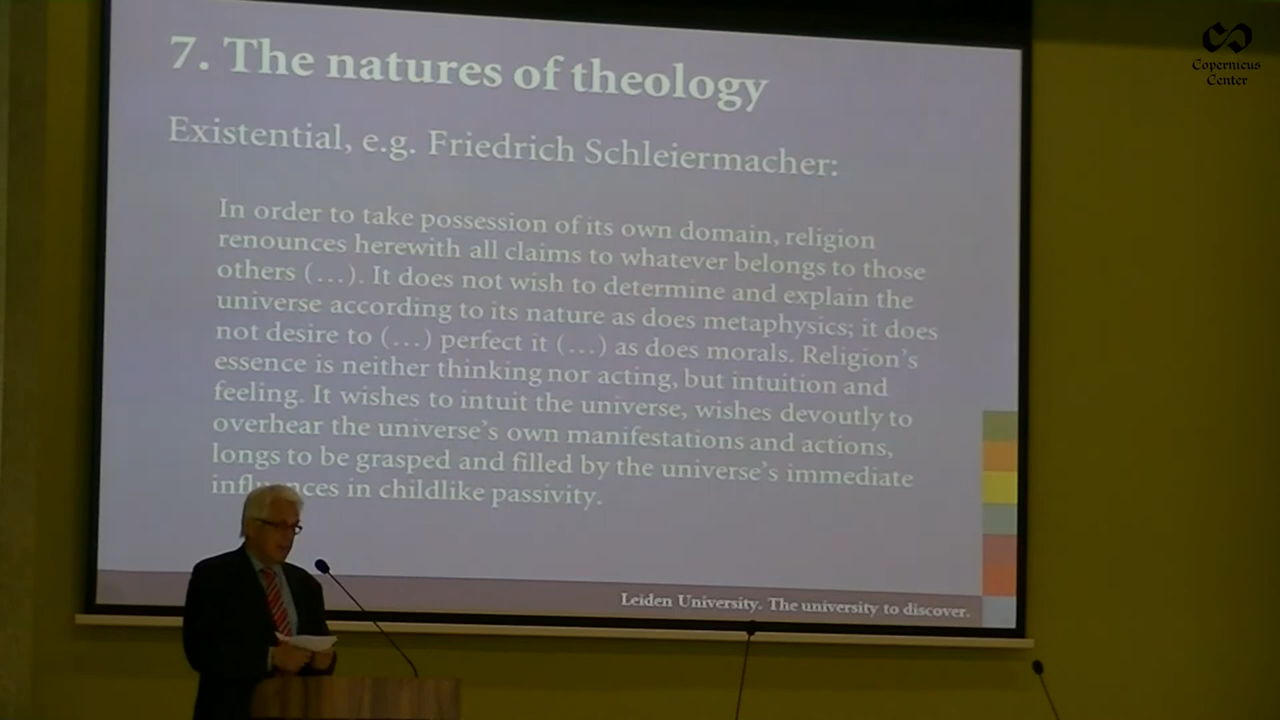 Copernicus
Center
7. The natures of theology
Existential, e.g. Friedrich Schleiermacher:
In order to take possession of its own domain, religion
renounces herewith all claims to whatever belongs to those
others (...). It does not wish to determine and explain the
universe according to its nature as does metaphysics; it does
not desire to (...) perfect it (...) as does morals. Religion's
essence is neither thinking nor acting, but intuition and
feeling. It wishes to intuit the universe, wishes devoutly to
overhear the universe's own manifestations and actions,
longs to be grasped and filled by the universe's immediate
influences in childlike passivity.
Leiden University. The university to discover.